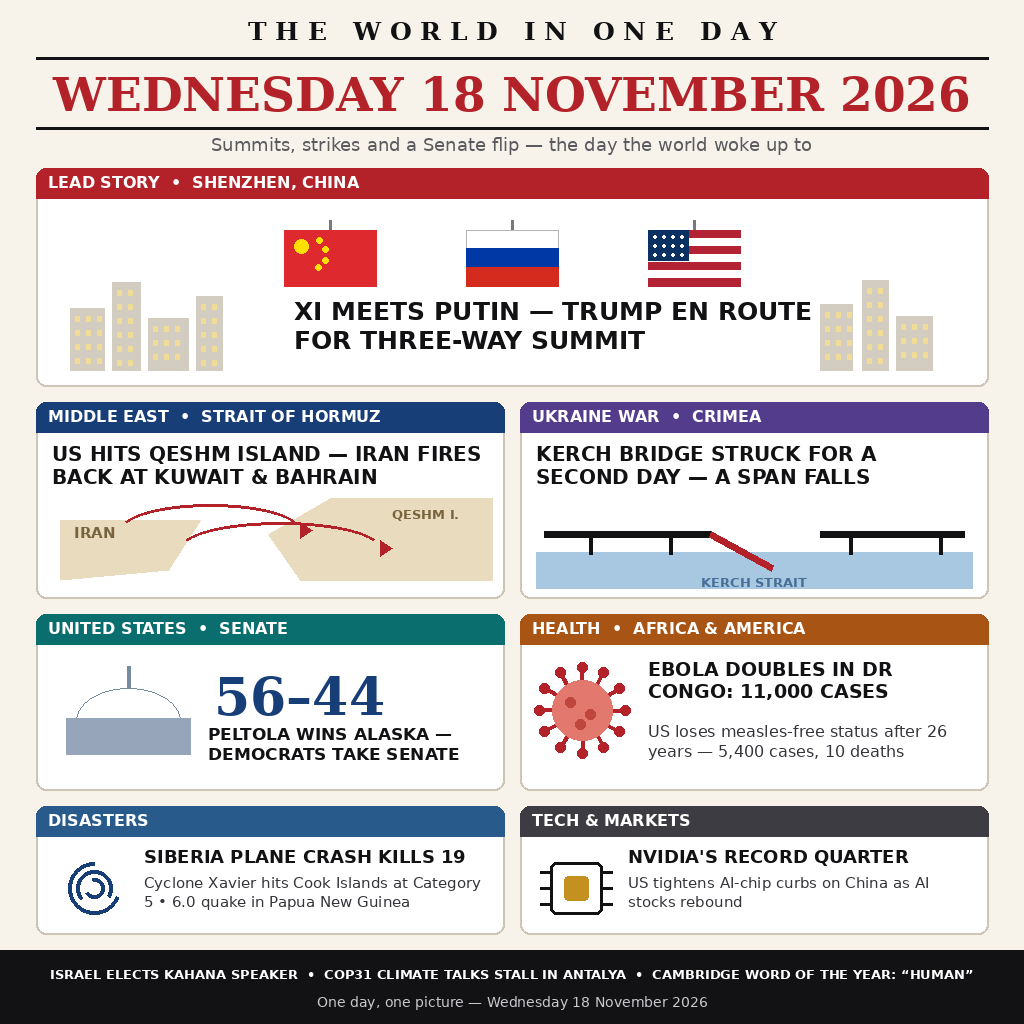 THE WORLD IN ONE DAY
WEDNESDAY 18 NOVEMBER 2026
Summits, strikes and a Senate flip — the day the world woke up to
LEAD STORY • SHENZHEN, CHINA
XI MEETS PUTIN — TRUMP EN ROUTE
FOR THREE-WAY SUMMIT
MIDDLE EAST • STRAIT OF HORMUZ
US HITS QESHM ISLAND — IRAN FIRES
BACK AT KUWAIT & BAHRAIN
QESHM I.
IRAN
UKRAINE WAR • CRIMEA
KERCH BRIDGE STRUCK FOR A
SECOND DAY — A SPAN FALLS
KERCH STRAIT
UNITED STATES • SENATE
56–44
PELTOLA WINS ALASKA —
DEMOCRATS TAKE SENATE
HEALTH • AFRICA & AMERICA
EBOLA DOUBLES IN DR
CONGO: 11,000 CASES
US loses measles-free status after 26
years — 5,400 cases, 10 deaths
DISASTERS
SIBERIA PLANE CRASH KILLS 19
Cyclone Xavier hits Cook Islands at Category
5 • 6.0 quake in Papua New Guinea
TECH & MARKETS
NVIDIA'S RECORD QUARTER
US tightens AI-chip curbs on China as AI
stocks rebound
ISRAEL ELECTS KAHANA SPEAKER • COP31 CLIMATE TALKS STALL IN ANTALYA • CAMBRIDGE WORD OF THE YEAR: “HUMAN”
One day, one picture — Wednesday 18 November 2026